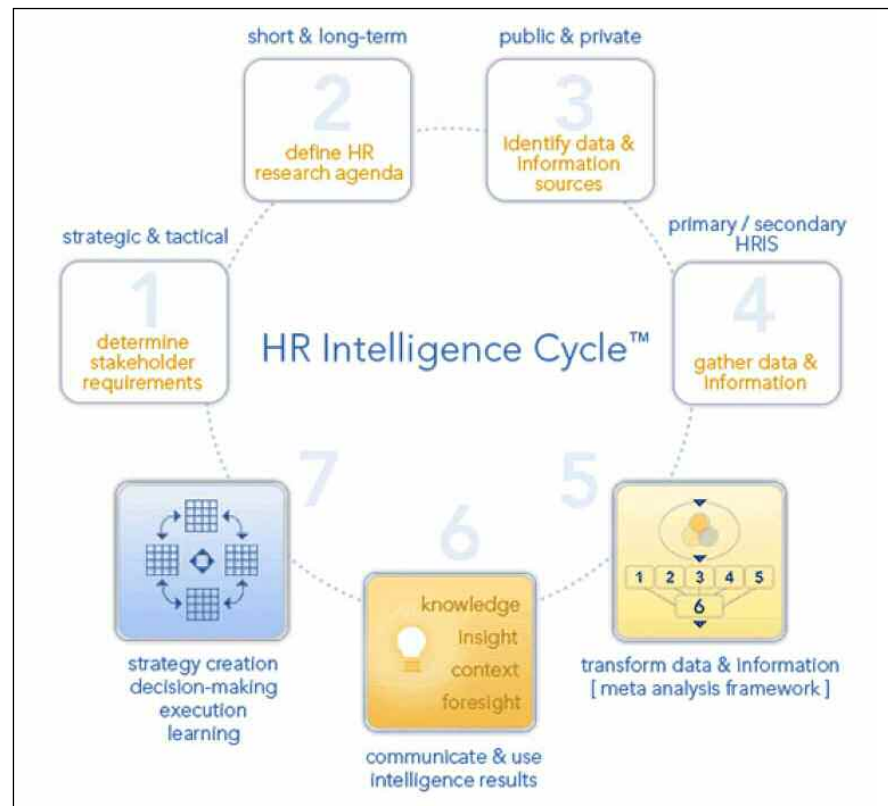 short & long-term
2
define HR
research agenda
public & private
3
identify data &
information
sources
strategic & tactical
1
determine
stakeholder
requirements
primary / secondary
HRIS
4
gather data &
information
HR Intelligence Cycle™
7
strategy creation
decision-making
execution
learning
6
knowledge
insight
context
foresight
communicate & use
intelligence results
5
1 2 3 4 5
6
transform data & information
[ meta analysis framework ]